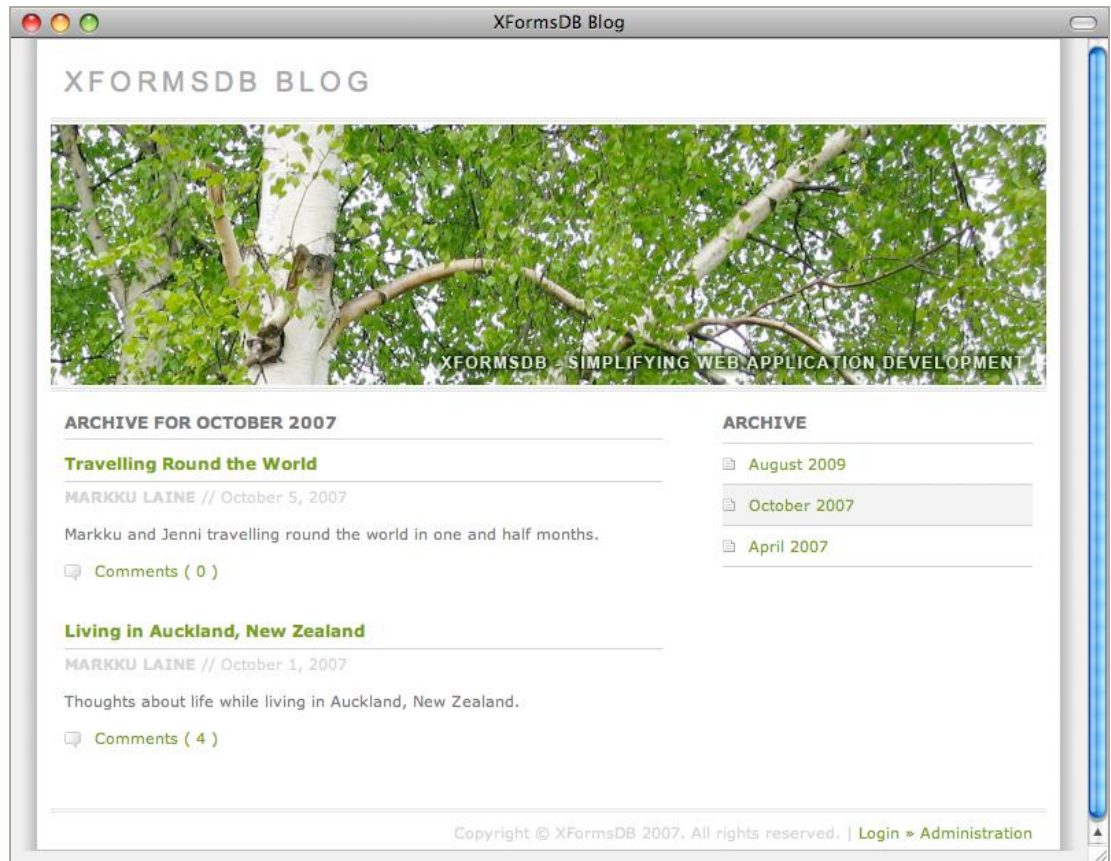 XFormsDB Blog
XFORMSDB BLOG
XFORMSDB - SIMPLIFYING WEB APPLICATION DEVELOPMENT
ARCHIVE FOR OCTOBER 2007
Travelling Round the World
MARKKU LAINE // October 5, 2007
Markku and Jenni travelling round the world in one and half months.
Comments ( 0 )
Living in Auckland, New Zealand
MARKKU LAINE // October 1, 2007
Thoughts about life while living in Auckland, New Zealand.
Comments ( 4 )
ARCHIVE
August 2009
October 2007
April 2007
Copyright © XFormsDB 2007. All rights reserved. | Login » Administration